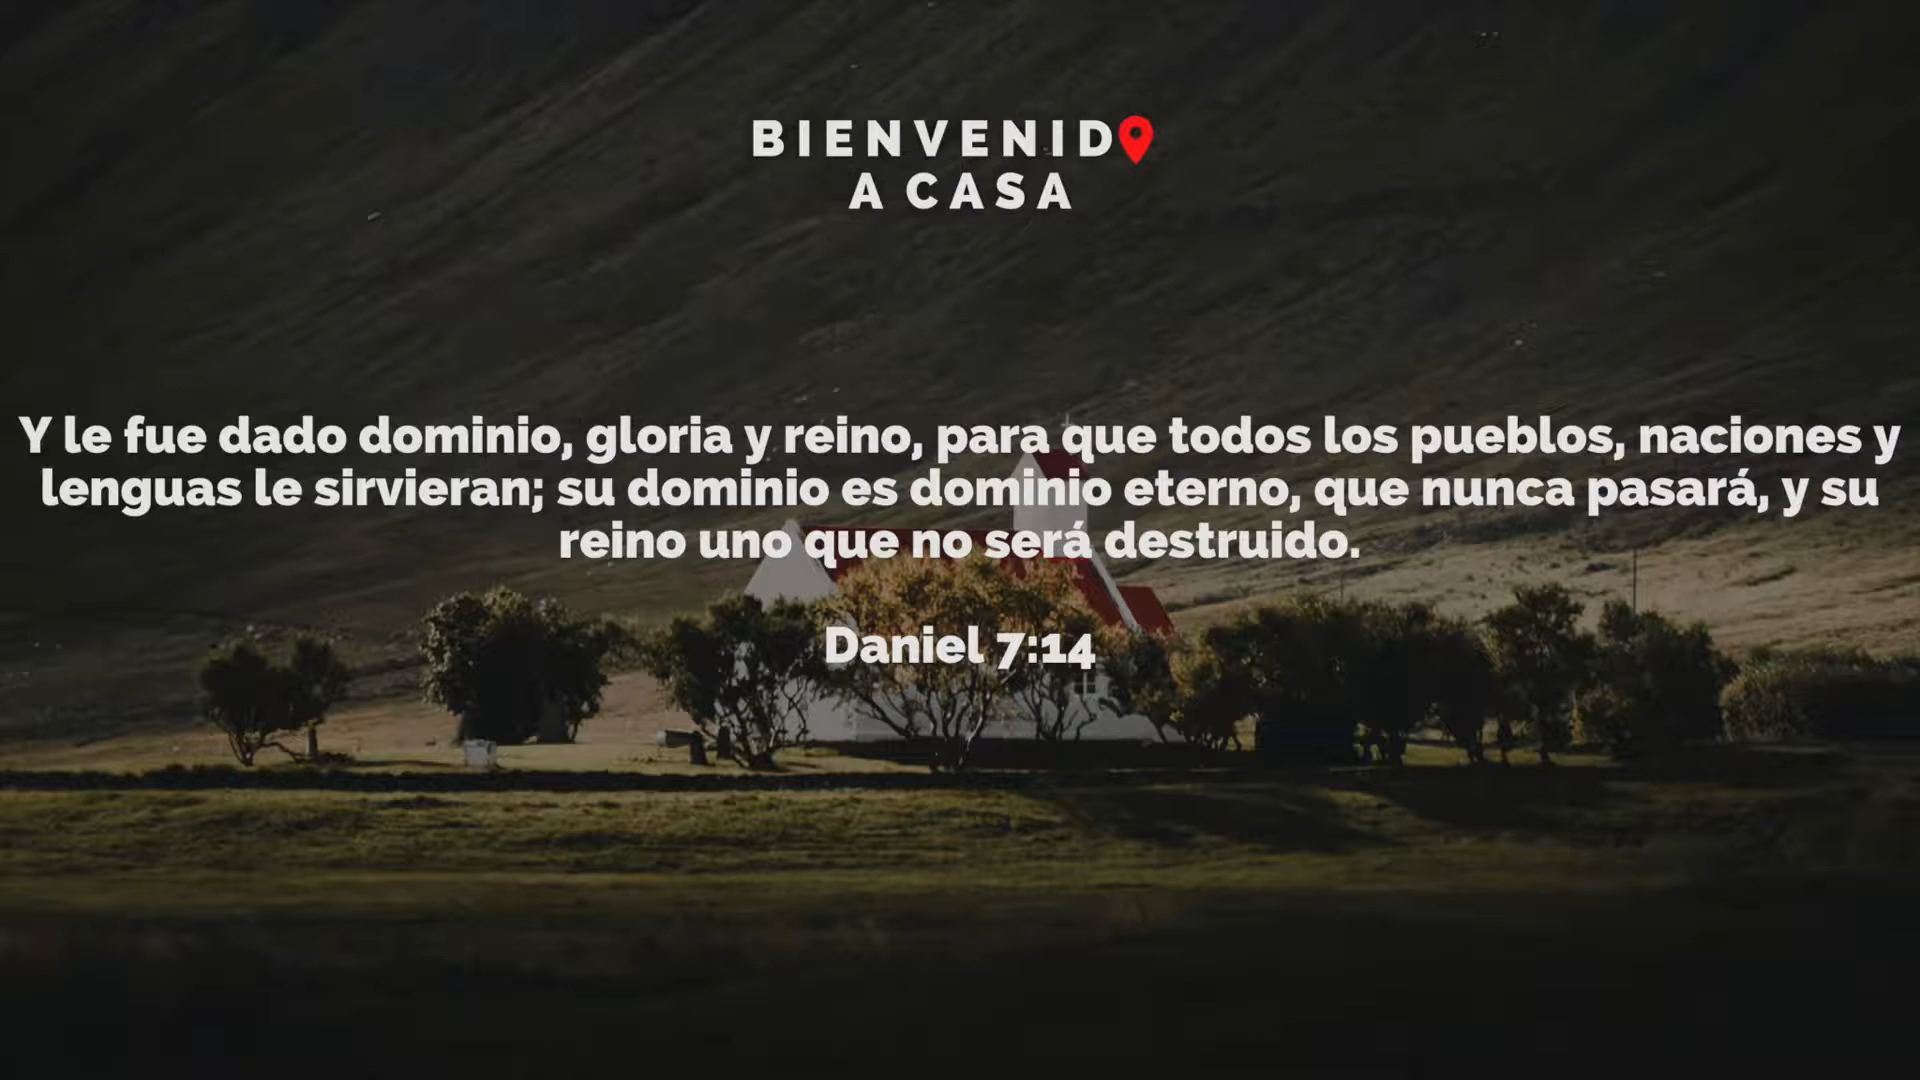 BIENVENIDO
A CASA
Y le fue dado dominio, gloria y reino, para que todos los pueblos, naciones y
lenguas le sirvieran; su dominio es dominio eterno, que nunca pasará, y su
reino uno que no será destruido.
Daniel 7:14